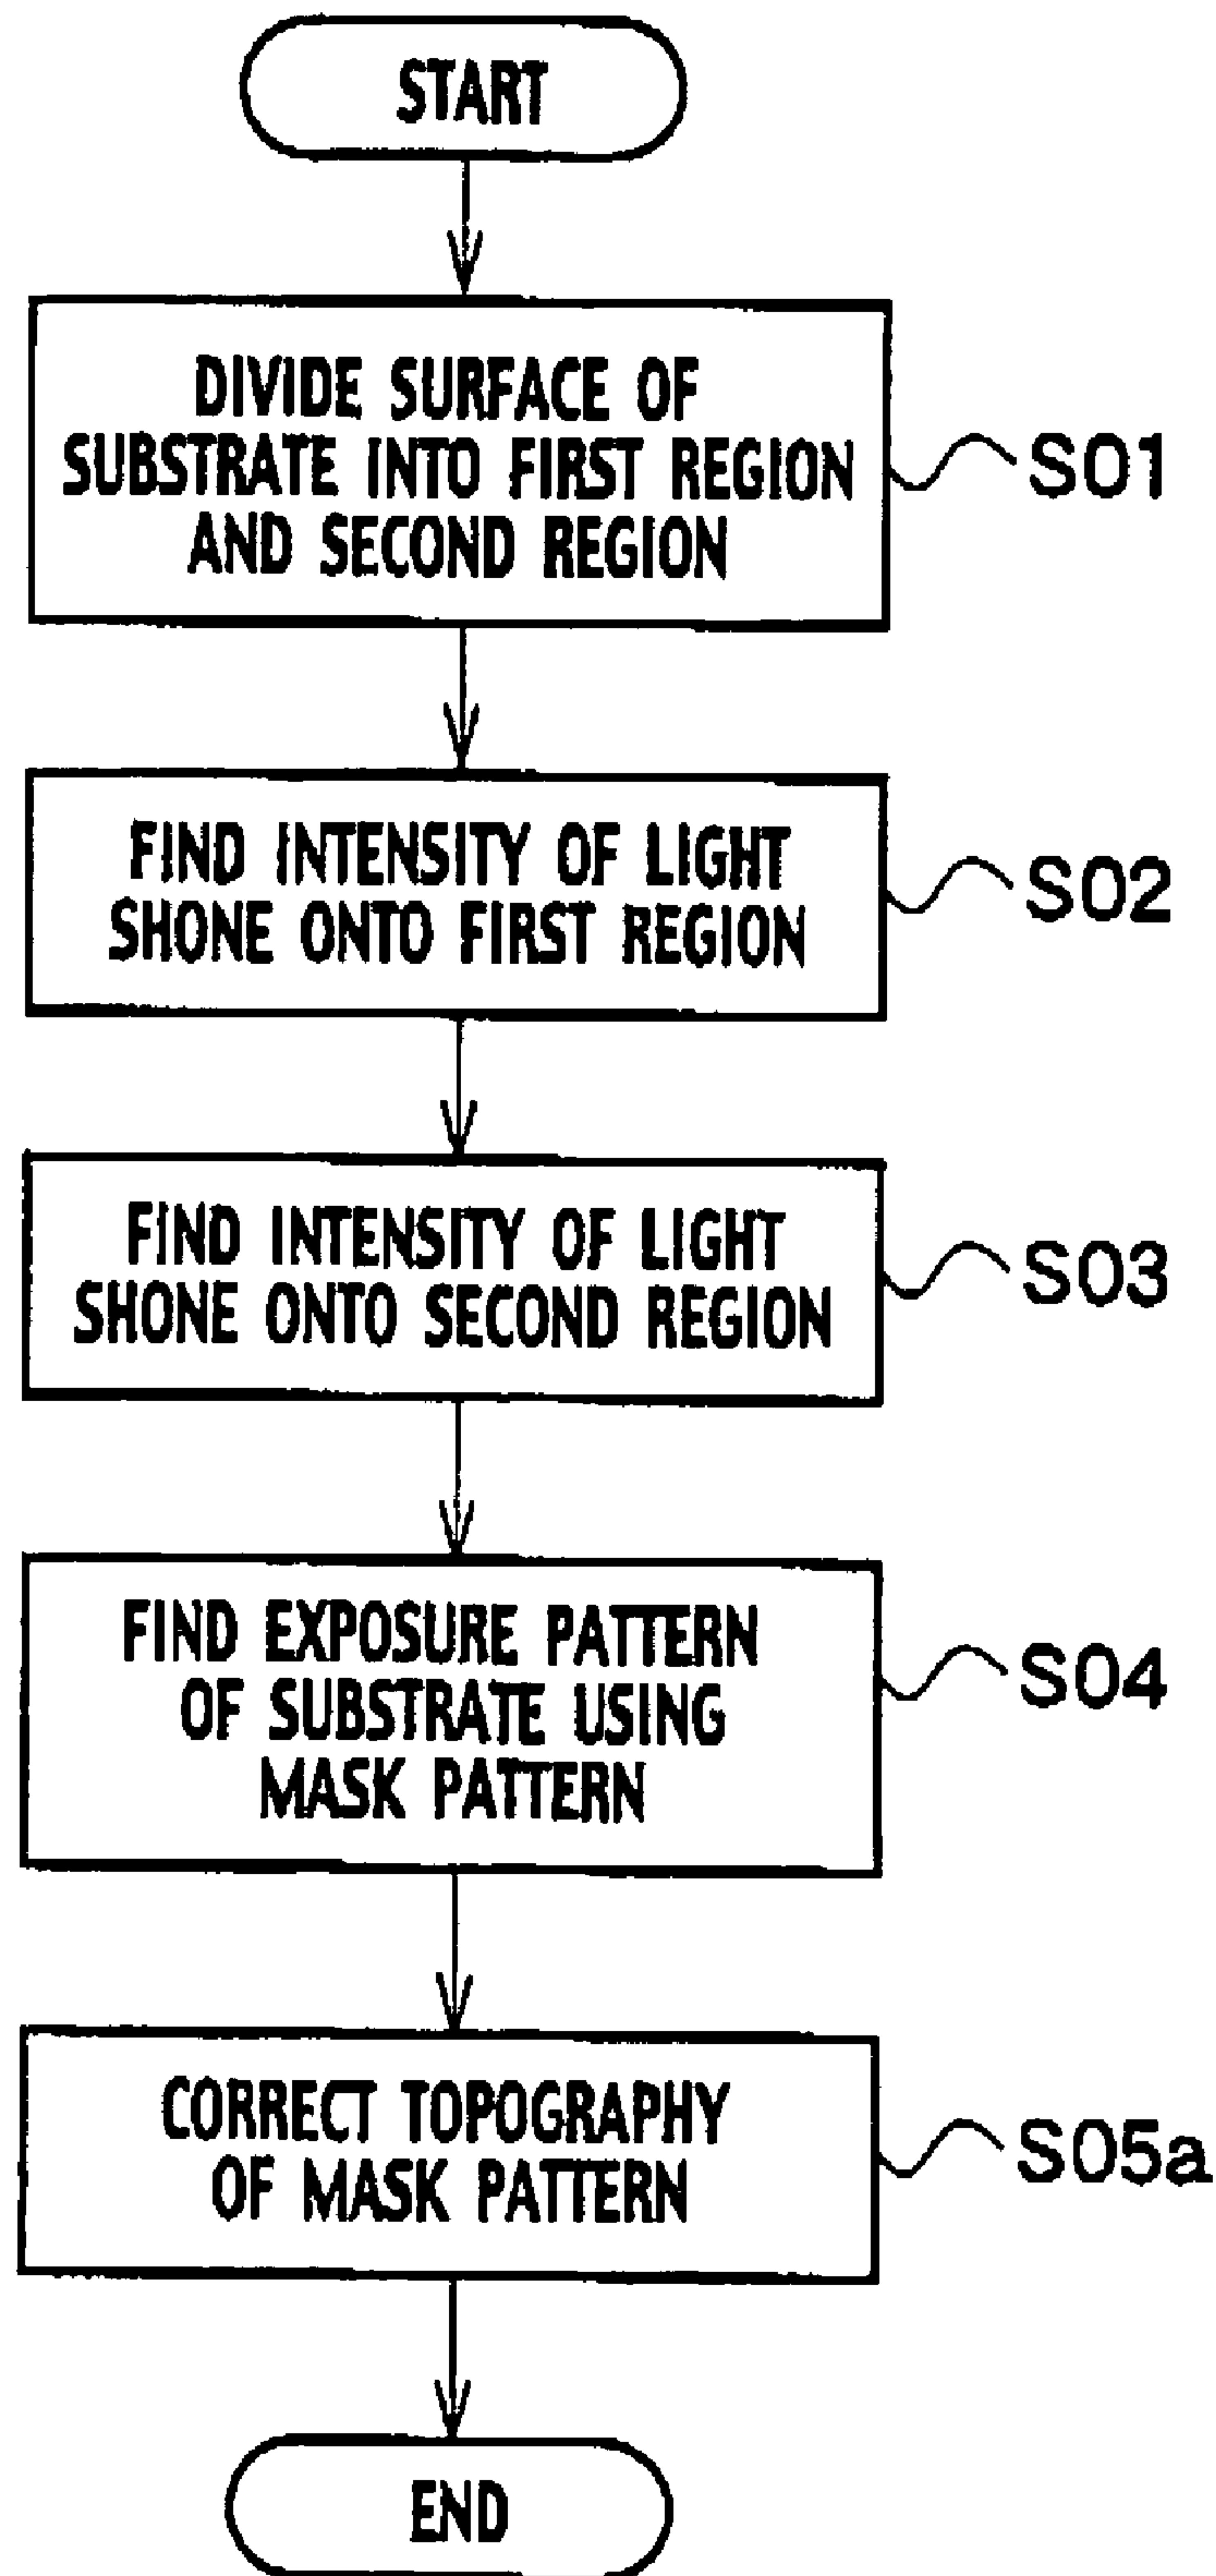 START
DIVIDE SURFACE OF
SUBSTRATE INTO FIRST REGION
AND SECOND REGION
S01
FIND INTENSITY OF LIGHT
SHONE ONTO FIRST REGION
S02
FIND INTENSITY OF LIGHT
SHONE ONTO SECOND REGION
S03
FIND EXPOSURE PATTERN
OF SUBSTRATE USING
MASK PATTERN
S04
CORRECT TOPOGRAPHY
OF MASK PATTERN
S05a
END